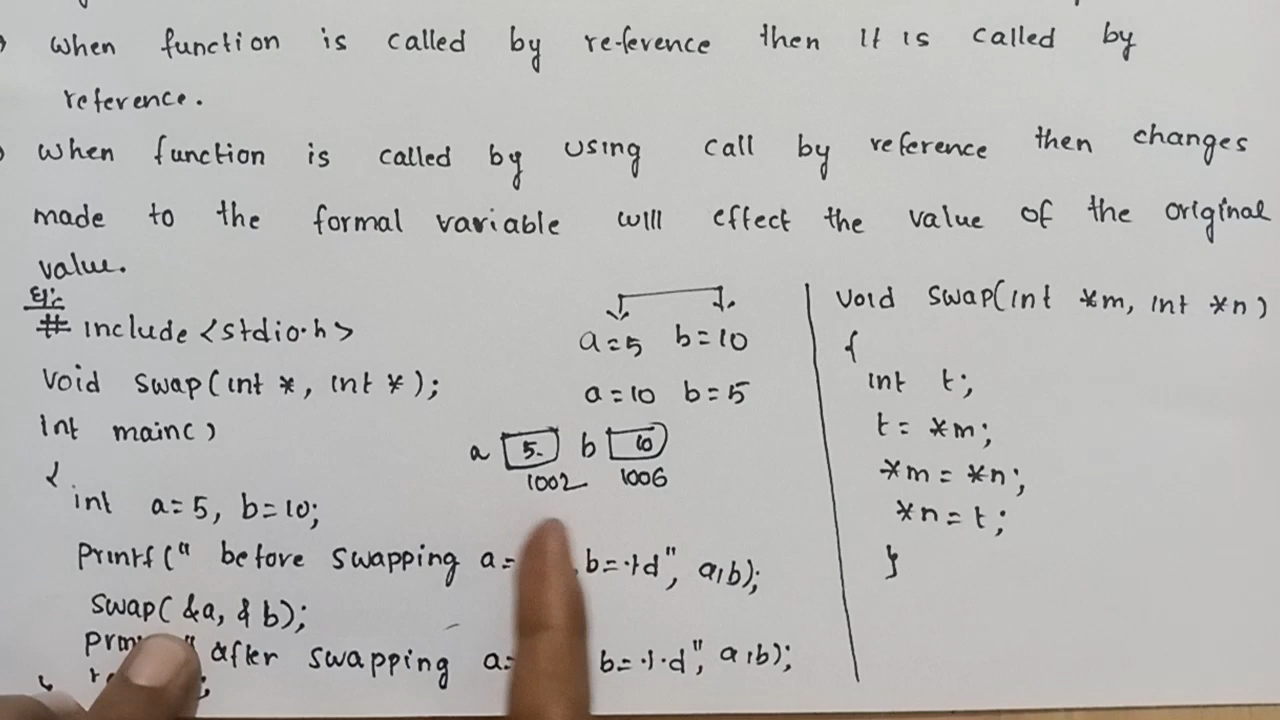 when function is called by reference then It is called by
reference.
when function is called by using call by reference then changes
made to the formal variable will effect the value of the original
value.
Ex:
# include <stdio.h>
void swap(int *, int *);
int main()
{
int a=5, b=10;
printf(" before swapping a= , b=%d", a,b);
swap( &a, & b);
" after swapping a= b=%d", a,b);
;
}
a=5 b=10
a=10 b=5
a 5 b 10
1002 1006
void swap(int *m, int *n)
{
int t;
t= *m;
*m = *n;
*n = t;
}